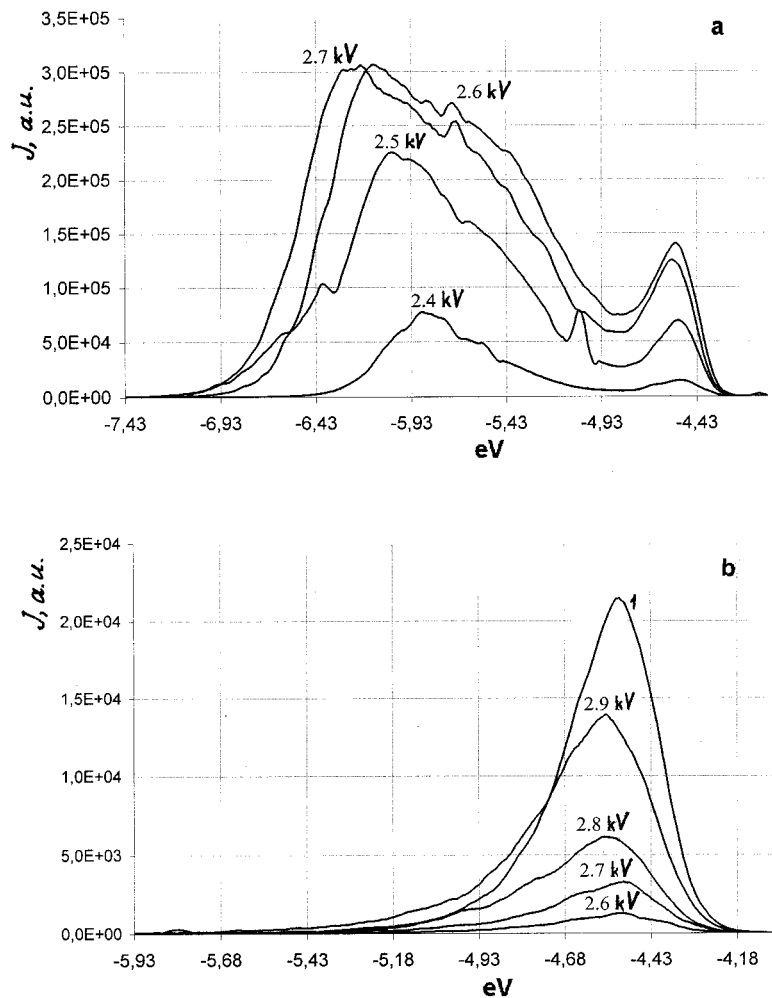 a
J, a.u.
3,5E+05
3,0E+05
2,5E+05
2,0E+05
1,5E+05
1,0E+05
5,0E+04
0,0E+00
2.7 kV
2.6 kV
2.5 kV
2.4 kV
-7,43 -6,93 -6,43 -5,93 -5,43 -4,93 -4,43
eV
b
J, a.u.
2,5E+04
2,0E+04
1,5E+04
1,0E+04
5,0E+03
0,0E+00
1
2.9 kV
2.8 kV
2.7 kV
2.6 kV
-5,93 -5,68 -5,43 -5,18 -4,93 -4,68 -4,43 -4,18
eV